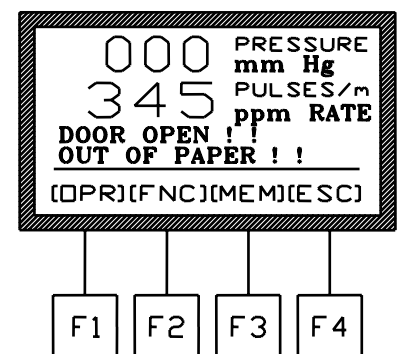 000 PRESSURE
mm Hg
345 PULSES/m
ppm RATE
DOOR OPEN ! !
OUT OF PAPER ! !
[OPR][FNC][MEM][ESC]
F1 F2 F3 F4